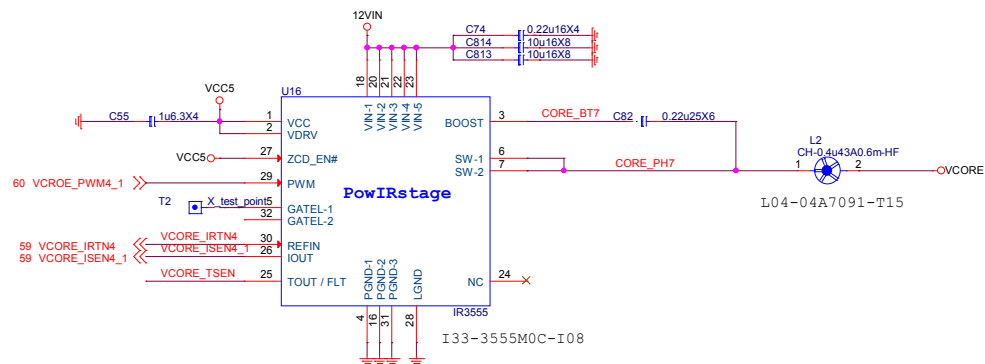 12VIN
C74 0.22u16X4
C814 10u16X8
C813 10u16X8
18 20 21 22 23
U16
VIN-1 VIN-2 VIN-3 VIN-4 VIN-5
VCC5
C55 1u6.3X4
1 VCC
2 VDRV
BOOST 3 CORE_BT7 C82 0.22u25X6
VCC5 27 ZCD_EN#
SW-1 6
SW-2 7 CORE_PH7
L2
CH-0.4u43A0.6m-HF
1 2 VCORE
L04-04A7091-T15
60 VCROE_PWM4_1 29 PWM
PowIRstage
T2 X_test_point 5 GATEL-1
32 GATEL-2
59 VCORE_IRTN4 VCORE_IRTN4 30 REFIN
59 VCORE_ISEN4_1 VCORE_ISEN4_1 26 IOUT
VCORE_TSEN 25 TOUT / FLT
NC 24
PGND-1 PGND-2 PGND-3 LGND
IR3555
4 16 31 28
I33-3555M0C-I08